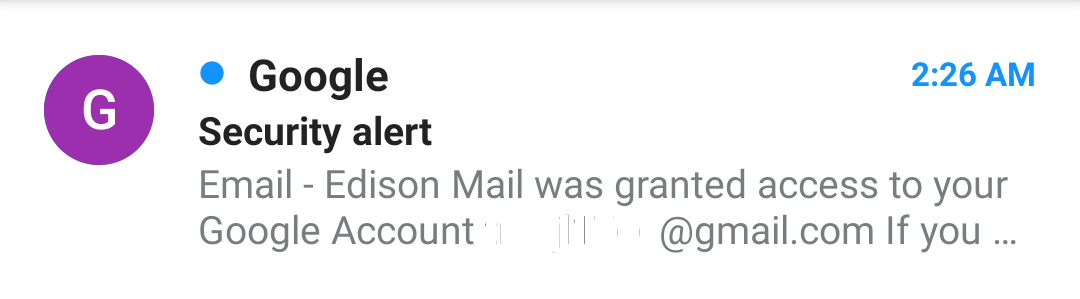 G
Google
2:26 AM
Security alert
Email - Edison Mail was granted access to your
Google Account @gmail.com If you ...